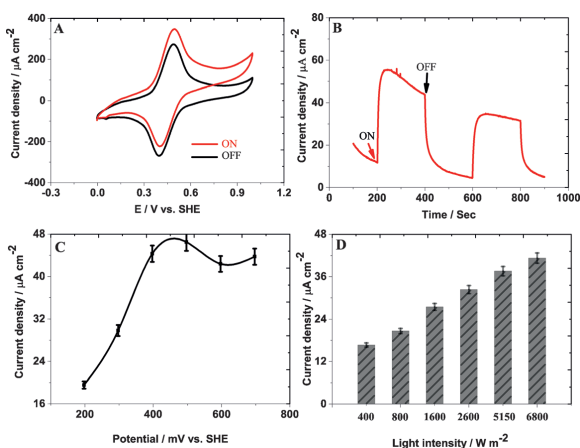 A
400
200
0
-200
-400
-0.3
0.0
0.3
0.6
0.9
1.2
Current density / µA cm-2
E / V vs. SHE
ON
OFF
B
80
60
40
20
0
0
200
400
600
800
1000
Current density / µA cm-2
Time / Sec
ON
OFF
C
48
40
32
24
16
200
400
600
800
Current density / µA cm-2
Potential / mV vs. SHE
D
48
36
24
12
0
400
800
1600
2600
5150
6800
Current density / µA cm-2
Light intensity / W m-2